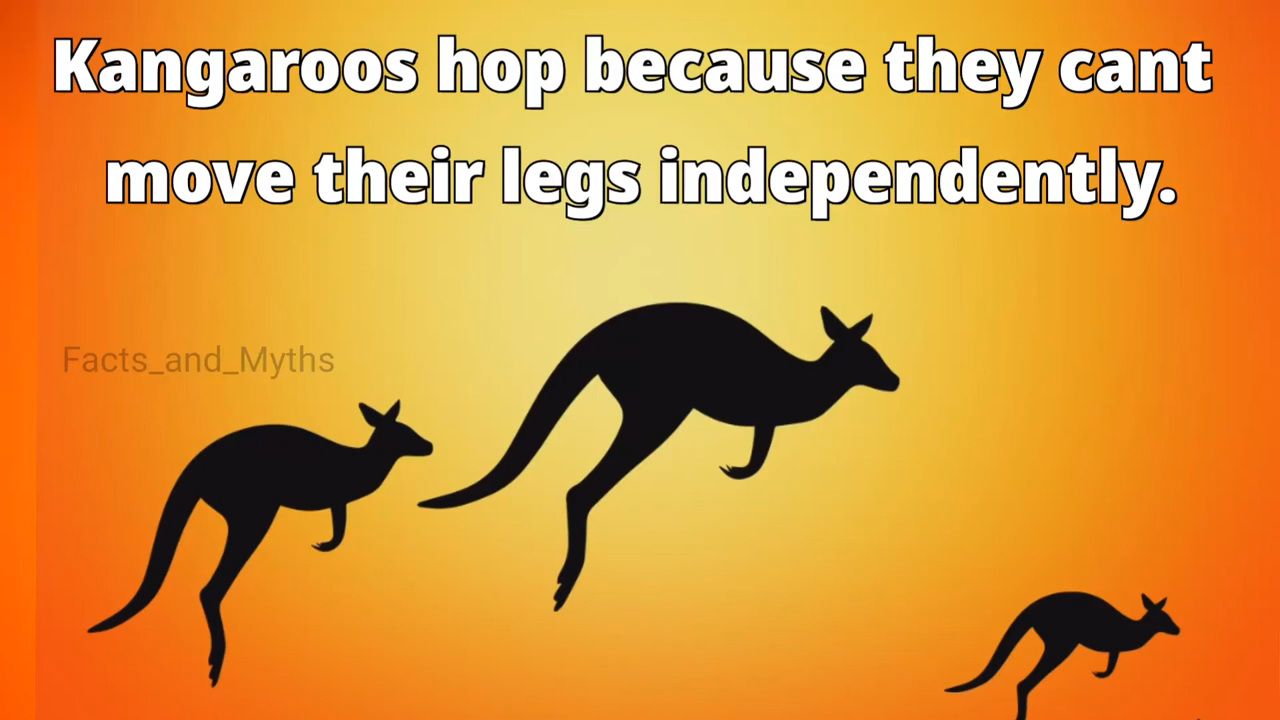 Kangaroos hop because they cant
move their legs independently.
Facts_and_Myths